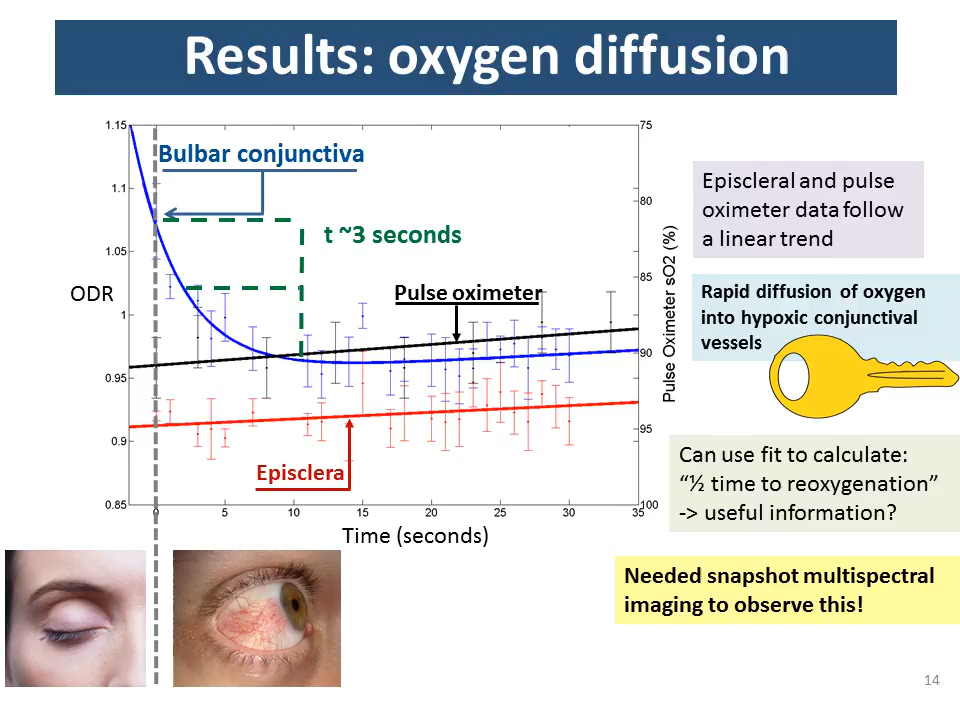 Results: oxygen diffusion
1.15
1.1
1.05
1
0.95
0.9
0.85
ODR
Bulbar conjunctiva
t ~3 seconds
Pulse oximeter
Episclera
75
80
85
90
95
100
Pulse Oximeter sO2 (%)
0
5
10
15
20
25
30
35
Time (seconds)
Episcleral and pulse
oximeter data follow
a linear trend
Rapid diffusion of oxygen
into hypoxic conjunctival
vessels
Can use fit to calculate:
“½ time to reoxygenation”
-> useful information?
Needed snapshot multispectral
imaging to observe this!
14